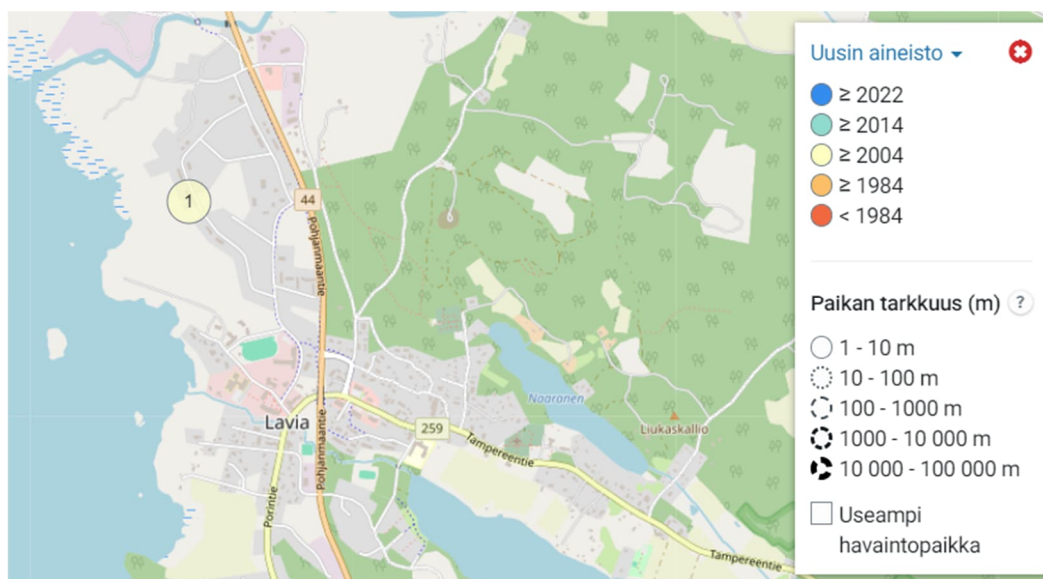 1
44
Pohjanmaantie
Naaranen
Liukaskallio
Lavia
259
Tampereentie
Pohjanmaantie
Porintie
Tampereentie
Uusin aineisto
≥ 2022
≥ 2014
≥ 2004
≥ 1984
< 1984
Paikan tarkkuus (m) ?
1 - 10 m
10 - 100 m
100 - 1000 m
1000 - 10 000 m
10 000 - 100 000 m
Useampi
havaintopaikka